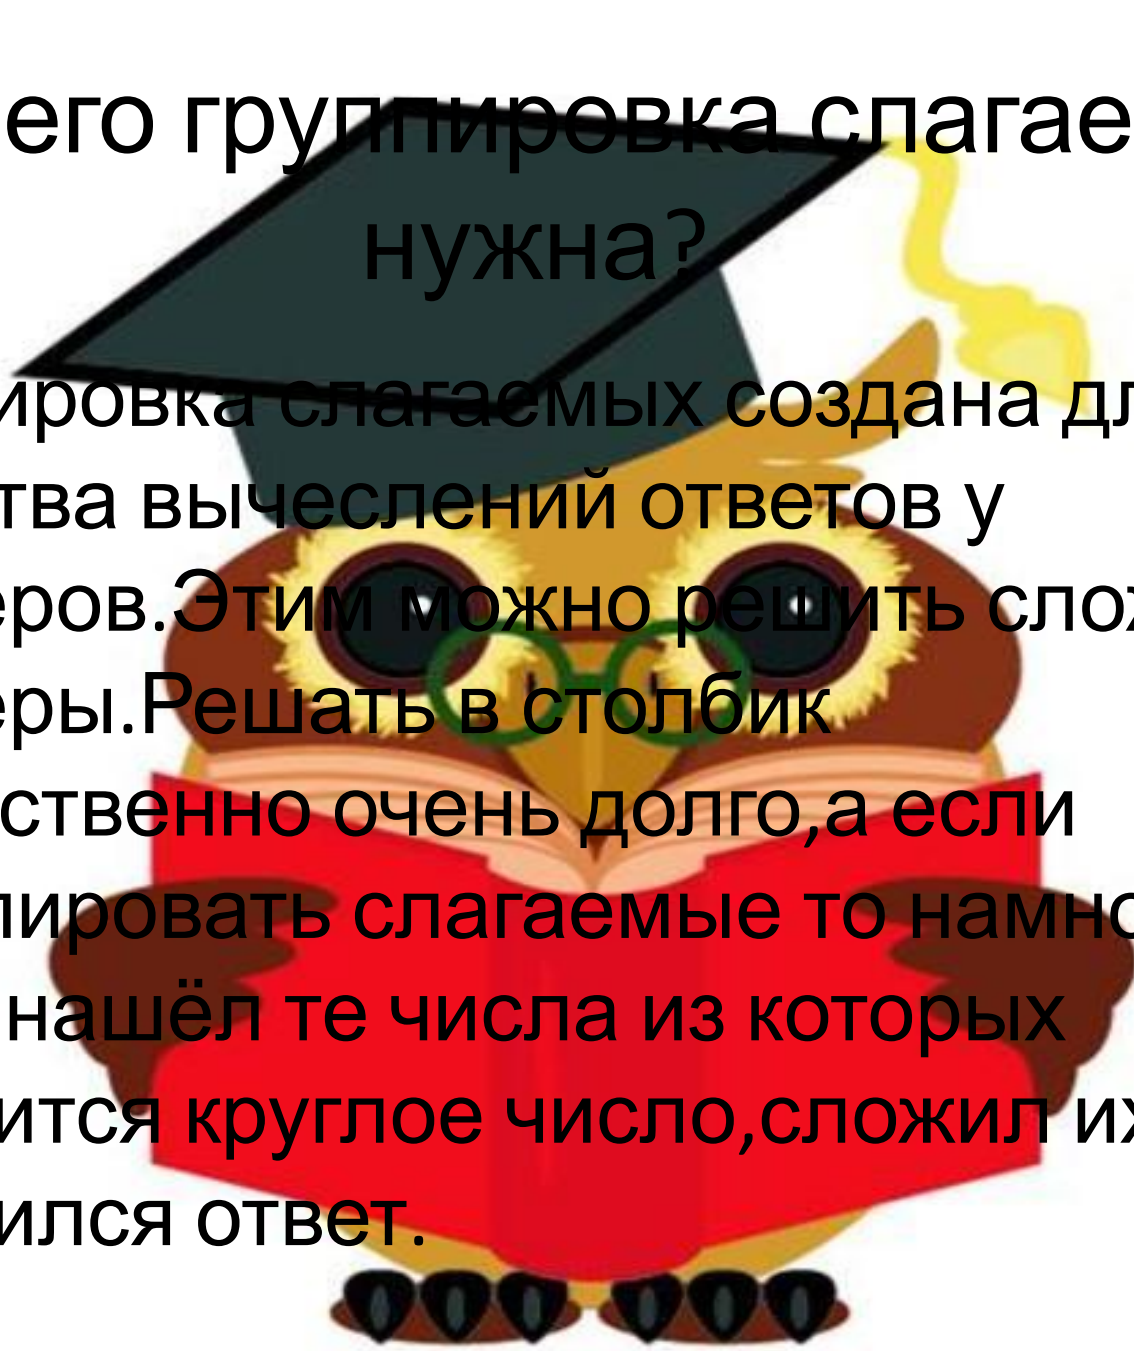 его группировка слагае
нужна?
ировка слагаемых создана дл
тва вычеслений ответов у
еров.Этим можно решить слож
еры.Решать в столбик
ственно очень долго,а если
пировать слагаемые то намно
нашёл те числа из которых
ится круглое число,сложил их
ился ответ.